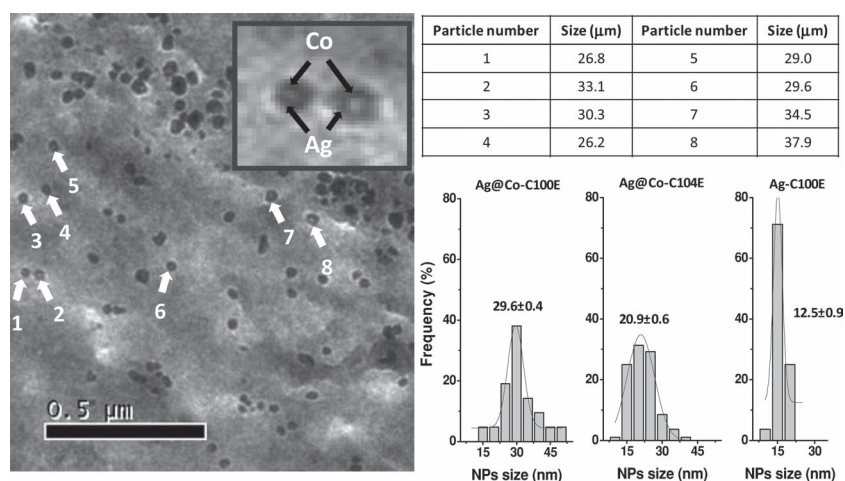 Co
Ag
5
3
4
7
8
1
2
6
0.5 µm
Particle number Size (µm) Particle number Size (µm)
1 26.8 5 29.0
2 33.1 6 29.6
3 30.3 7 34.5
4 26.2 8 37.9
Ag@Co-C100E
80
60
40
20
0
Frequency (%)
29.6±0.4
15 30 45
NPs size (nm)
Ag@Co-C104E
80
60
40
20
0
20.9±0.6
15 30 45
NPs size (nm)
Ag-C100E
80
60
40
20
0
12.5±0.9
15 30
NPs size (nm)